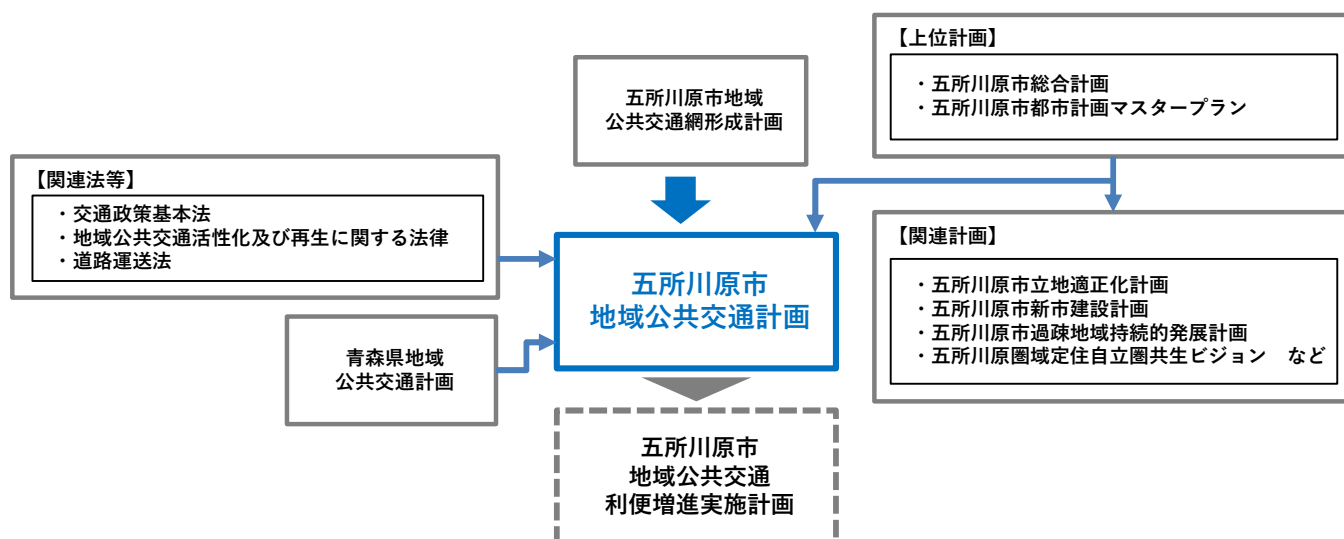 【上位計画】
・五所川原市総合計画
・五所川原市都市計画マスタープラン
五所川原市地域
公共交通網形成計画
【関連法等】
・交通政策基本法
・地域公共交通活性化及び再生に関する法律
・道路運送法
五所川原市
地域公共交通計画
【関連計画】
・五所川原市立地適正化計画
・五所川原市新市建設計画
・五所川原市過疎地域持続的発展計画
・五所川原圏域定住自立圏共生ビジョン　など
青森県地域
公共交通計画
五所川原市
地域公共交通
利便増進実施計画